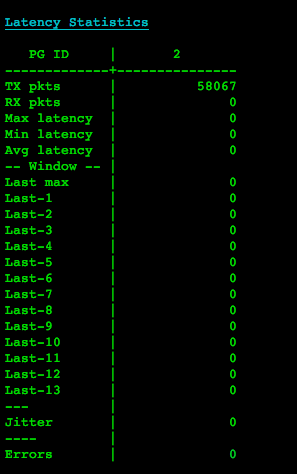 Latency Statistics
PG ID | 2
-------------+---------------
TX pkts | 58067
RX pkts | 0
Max latency | 0
Min latency | 0
Avg latency | 0
-- Window -- |
Last max | 0
Last-1 | 0
Last-2 | 0
Last-3 | 0
Last-4 | 0
Last-5 | 0
Last-6 | 0
Last-7 | 0
Last-8 | 0
Last-9 | 0
Last-10 | 0
Last-11 | 0
Last-12 | 0
Last-13 | 0
--- |
Jitter | 0
---- |
Errors | 0